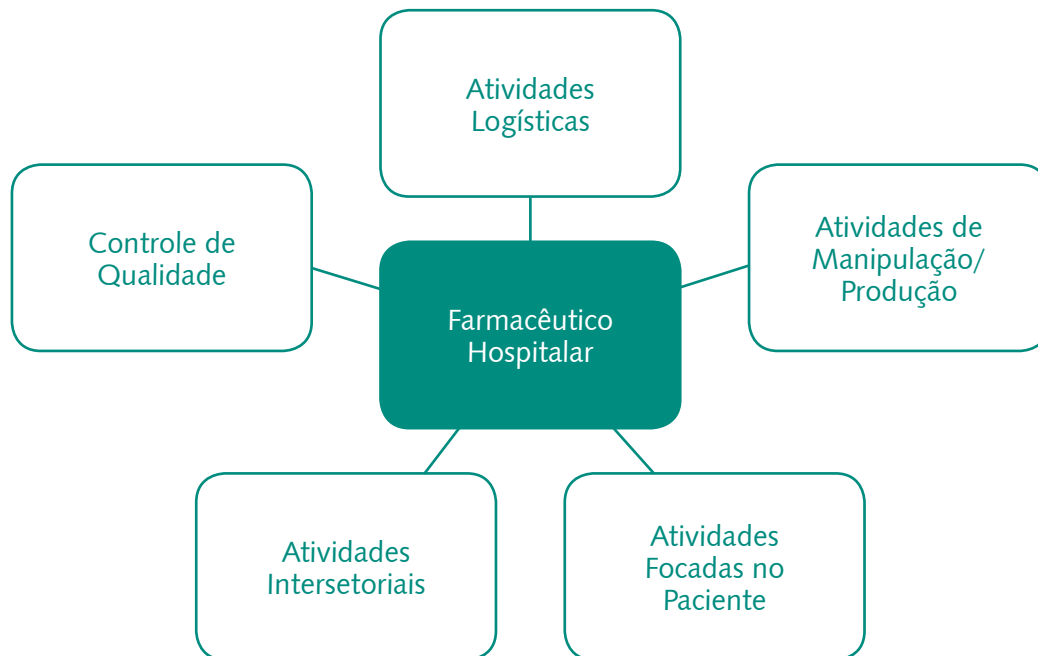 Atividades
Logísticas
Controle de
Qualidade
Atividades de
Manipulação/
Produção
Farmacêutico
Hospitalar
Atividades
Intersetoriais
Atividades
Focadas no
Paciente